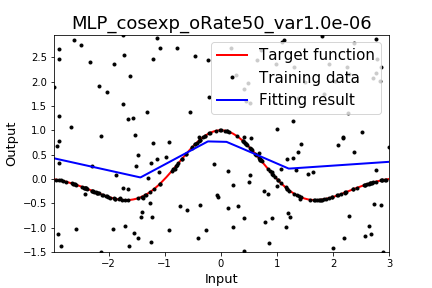 MLP_cosexp_oRate50_var1.0e-06
Target function
Training data
Fitting result
Output
2.5
2.0
1.5
1.0
0.5
0.0
−0.5
−1.0
−1.5
−2 −1 0 1 2 3
Input